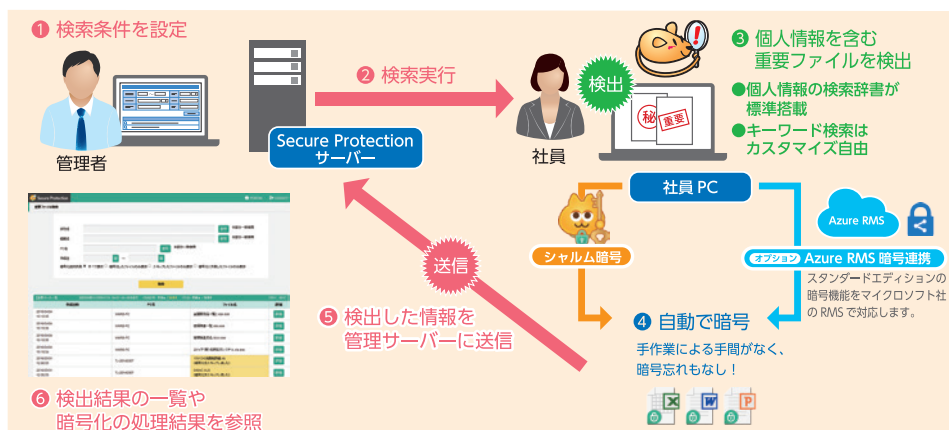 ❶ 検索条件を設定
管理者
Secure Protection
サーバー
❷ 検索実行
社員
検出
秘
重要
❸ 個人情報を含む
重要ファイルを検出
●個人情報の検索辞書が
標準搭載
●キーワード検索は
カスタマイズ自由
社員 PC
シャルム暗号
Azure RMS
オプション Azure RMS 暗号連携
スタンダードエディションの
暗号機能をマイクロソフト社
の RMS で対応します。
❹ 自動で暗号
手作業による手間がなく、
暗号忘れもなし！
X
W
P
送信
❺ 検出した情報を
管理サーバーに送信
Secure Protection
❻ 検出結果の一覧や
暗号化の処理結果を参照